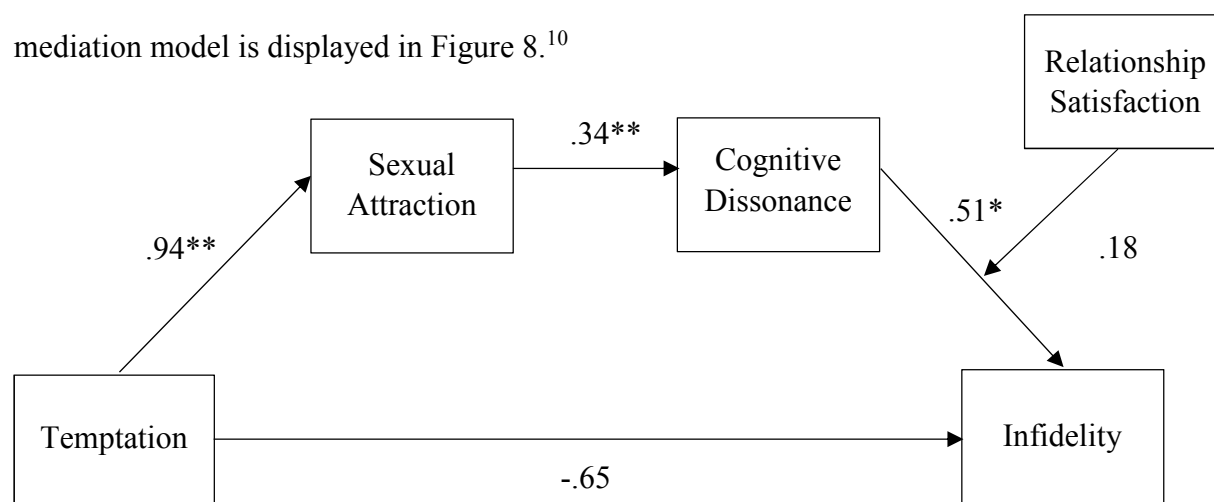 mediation model is displayed in Figure 8.10
Relationship
Satisfaction
.34**
Sexual
Attraction
Cognitive
Dissonance
.51*
.94**
.18
Temptation
Infidelity
-.65